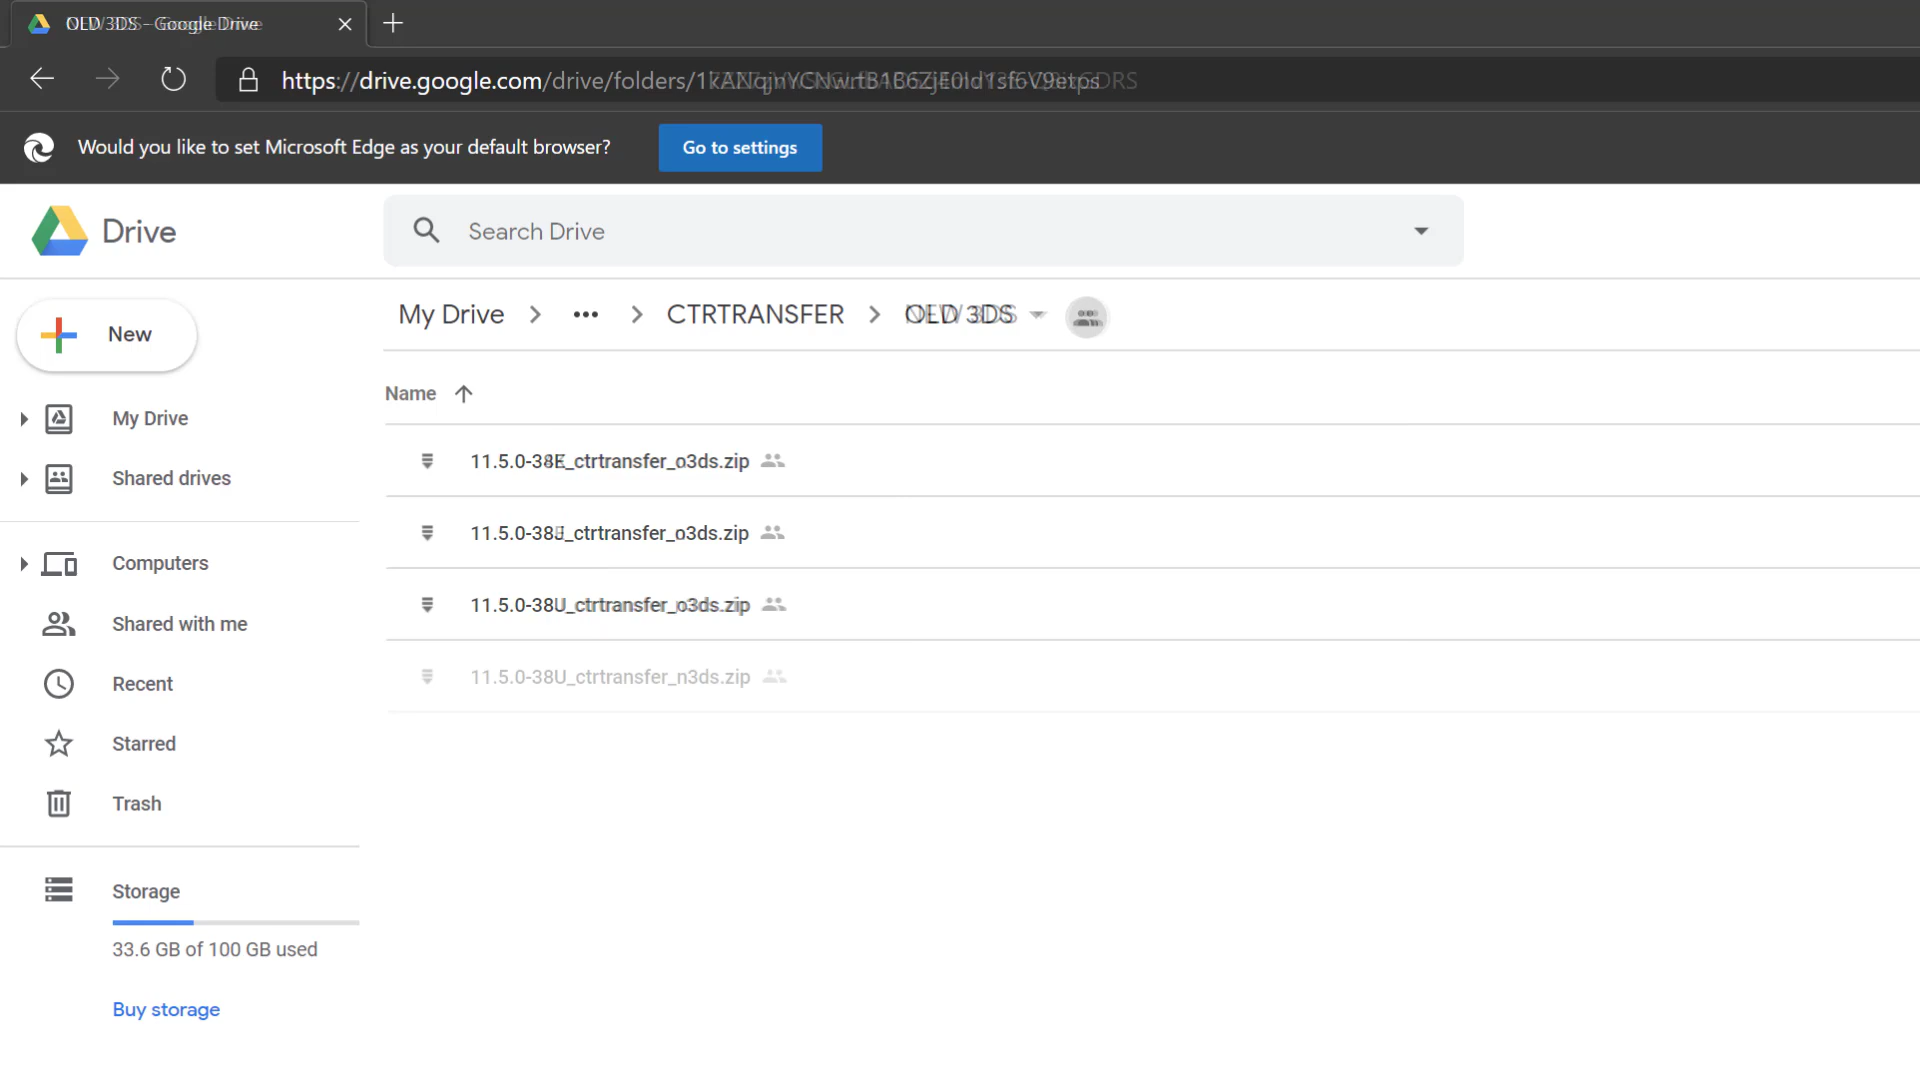 OLD 3DS - Google Drive
https://drive.google.com/drive/folders/
Would you like to set Microsoft Edge as your default browser?
Go to settings
Drive
Search Drive
New
My Drive
CTRTRANSFER
OLD 3DS
Name
My Drive
Shared drives
Computers
Shared with me
Recent
Starred
Trash
Storage
33.6 GB of 100 GB used
Buy storage
11.5.0-38E_ctrtransfer_o3ds.zip
11.5.0-38J_ctrtransfer_o3ds.zip
11.5.0-38U_ctrtransfer_o3ds.zip
11.5.0-38U_ctrtransfer_n3ds.zip